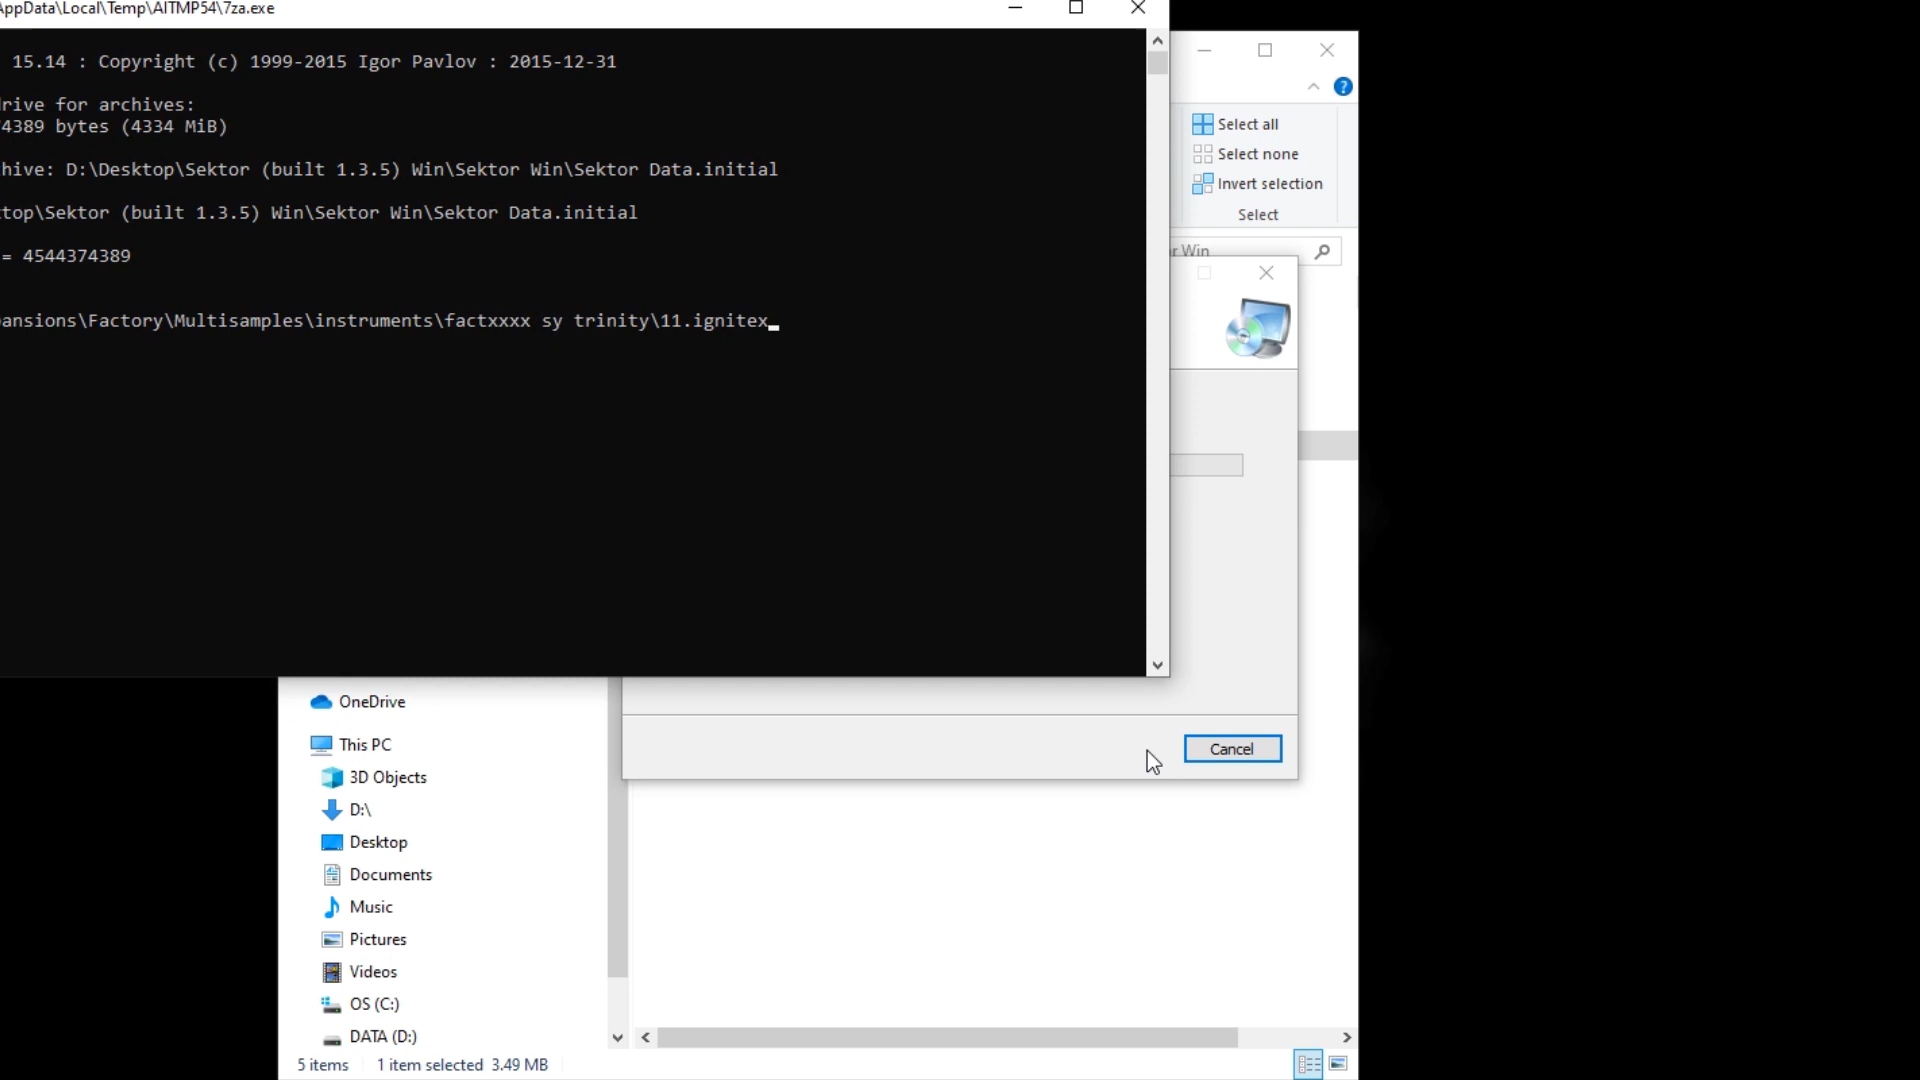 AppData\Local\Temp\AITMP54\7za.exe
15.14 : Copyright (c) 1999-2015 Igor Pavlov : 2015-12-31
drive for archives:
74389 bytes (4334 MiB)
hive: D:\Desktop\Sektor (built 1.3.5) Win\Sektor Win\Sektor Data.initial
top\Sektor (built 1.3.5) Win\Sektor Win\Sektor Data.initial
= 4544374389
ansions\Factory\Multisamples\instruments\factxxxx sy trinity\11.ignitex
?
Select all
Select none
Invert selection
Select
r Win
Cancel
OneDrive
This PC
3D Objects
D:\
Desktop
Documents
Music
Pictures
Videos
OS (C:)
DATA (D:)
5 items 1 item selected 3.49 MB